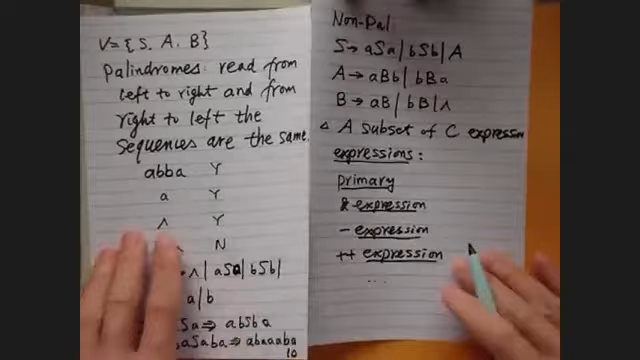 V = { S, A, B }
Palindromes: read from
left to right and from
right to left the
sequences are the same.
abba Y
a Y
Λ Y
N
Λ | aSa | bSb |
a | b
Sa ⇒ abSba
aSaba ⇒ abaaaba
10
Non-Pal
S → aSa | bSb | A
A → aBb | bBa
B → aB | bB | Λ
Δ A subset of C expression
expressions:
primary
& expression
- expression
++ expression
...